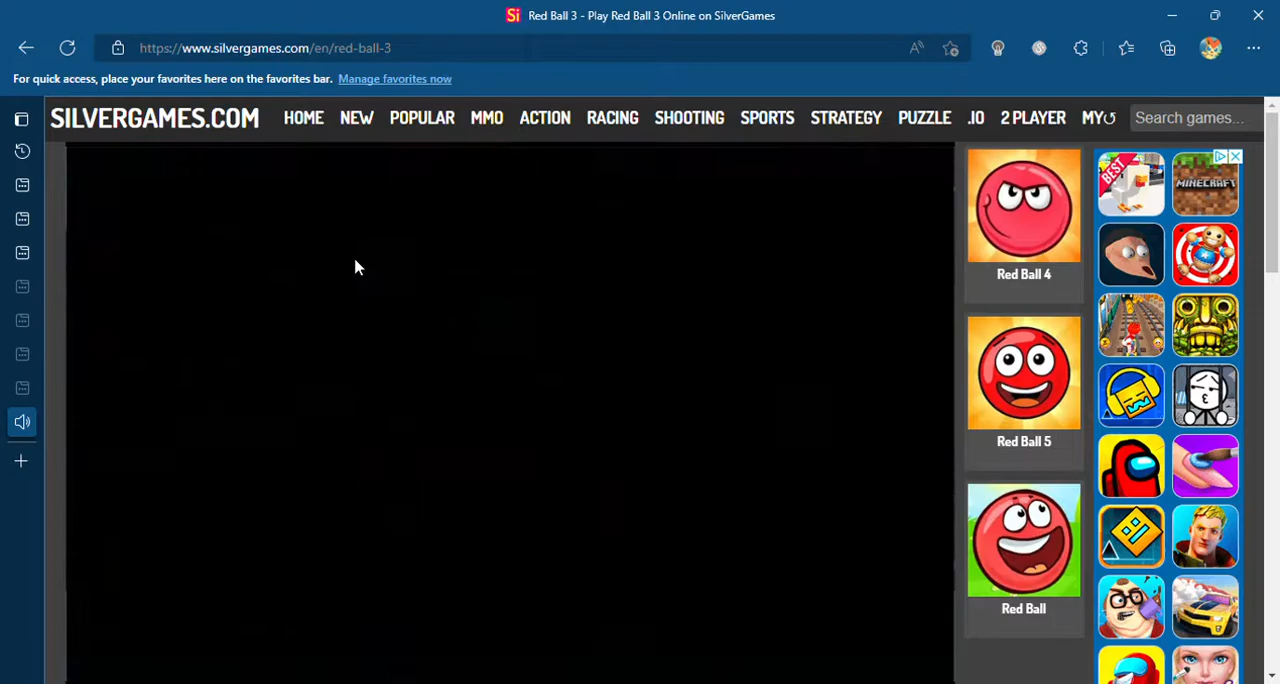 Red Ball 3 - Play Red Ball 3 Online on SilverGames
https://www.silvergames.com/en/red-ball-3
For quick access, place your favorites here on the favorites bar. Manage favorites now
SILVERGAMES.COM HOME NEW POPULAR MMO ACTION RACING SHOOTING SPORTS STRATEGY PUZZLE .IO 2 PLAYER MY Search games...
Red Ball 4
Red Ball 5
Red Ball
BEST
MINECRAFT